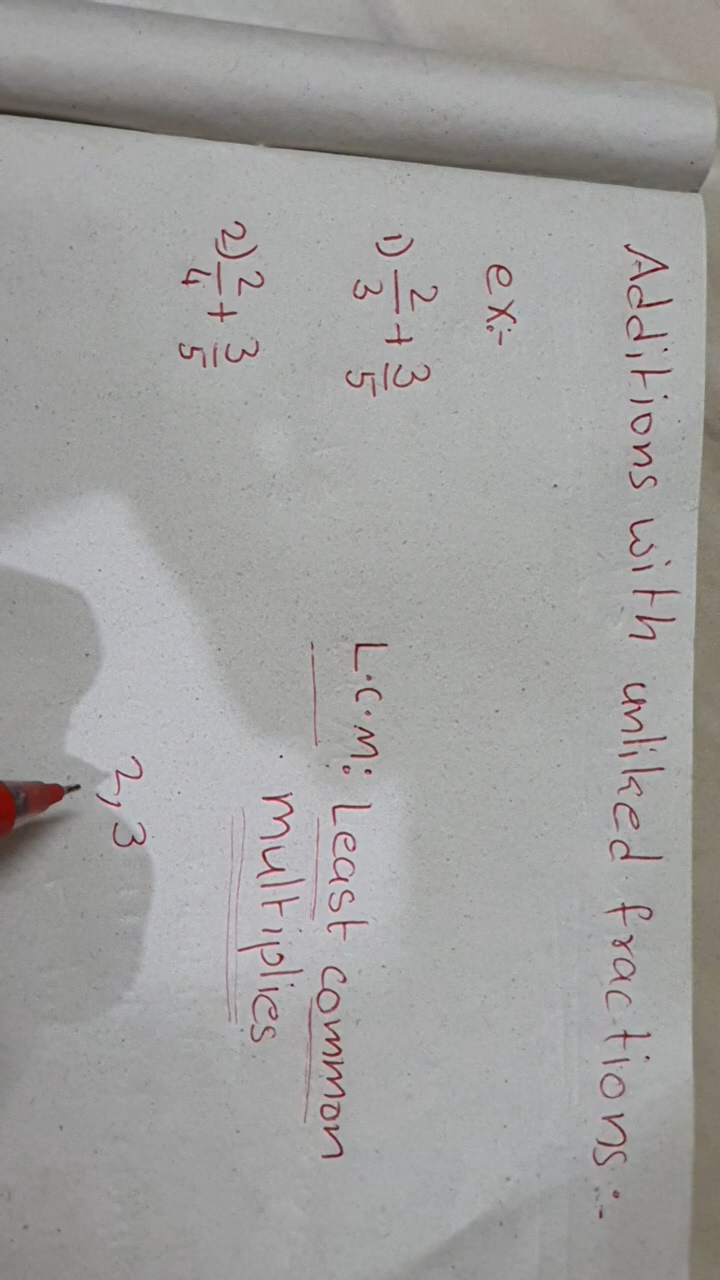 Additions with unliked fractions:-
ex:-
1) 2/3 + 3/5
L.C.M: Least common
multiplies
2) 2/4 + 3/5
2, 3